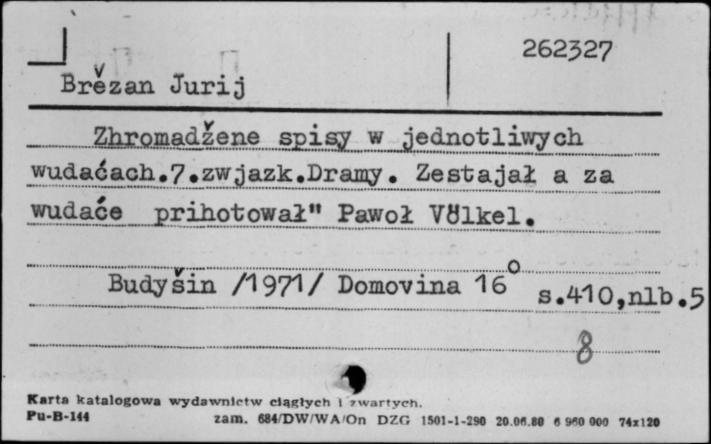 262327
Brězan Jurij
Zhromadžene spisy w jednotliwych
wudaćach.7.zwjazk.Dramy. Zestajał a za
wudaće prihotował" Pawoł Völkel.
Budyšin /1971/ Domovina 16° s.410,nlb.5
8
Karta katalogowa wydawnictw ciągłych i zwartych.
Pu-B-144 zam. 684/DW/WA/On DZG 1501-1-290 20.06.80 6 960 000 74x120